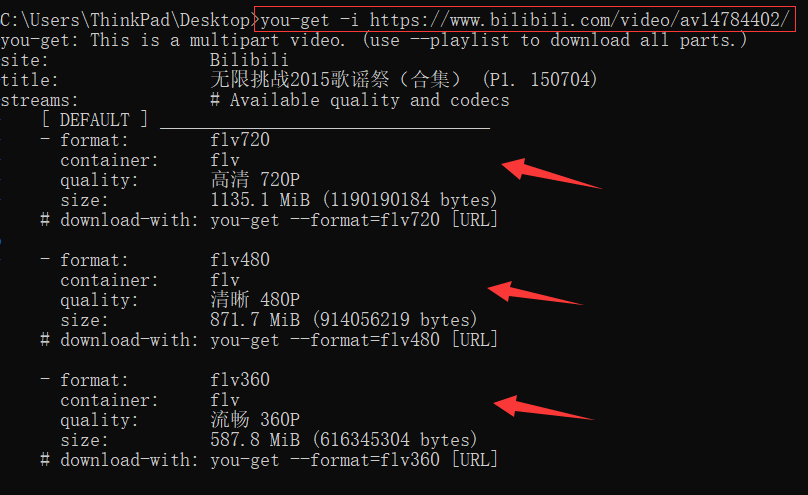 C:\Users\ThinkPad\Desktop>you-get -i https://www.bilibili.com/video/av14784402/
you-get: This is a multipart video. (use --playlist to download all parts.)
site:                Bilibili
title:               无限挑战2015歌谣祭（合集） (P1. 150704)
streams:             # Available quality and codecs
    [ DEFAULT ] _________________________________
    - format:        flv720
      container:     flv
      quality:       高清 720P
      size:          1135.1 MiB (1190190184 bytes)
    # download-with: you-get --format=flv720 [URL]
    - format:        flv480
      container:     flv
      quality:       清晰 480P
      size:          871.7 MiB (914056219 bytes)
    # download-with: you-get --format=flv480 [URL]
    - format:        flv360
      container:     flv
      quality:       流畅 360P
      size:          587.8 MiB (616345304 bytes)
    # download-with: you-get --format=flv360 [URL]